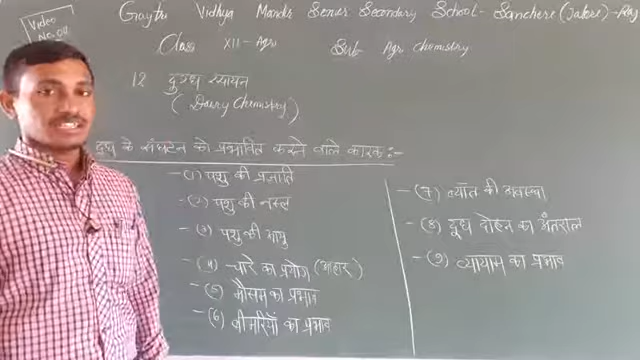 Video
No. 04
Gaytri Vidhya Mandir Senior Secondary School - Sanchore (Jalore) - Raj
Class XII - Agri Sub- Agri chemistry
12 दुग्ध रसायन
(Dairy Chemistry)
दूध के संघटन को प्रभावित करने वाले कारक :-
- (1) पशु की प्रजाति
- (2) पशु की नस्ल
- (3) पशु की आयु
- (4) चारे का प्रयोग (आहार)
- (5) मौसम का प्रभाव
- (6) बीमारियों का प्रभाव
- (7) ब्याँत की अवस्था
- (8) दूध दोहन का अंतराल
- (9) व्यायाम का प्रभाव